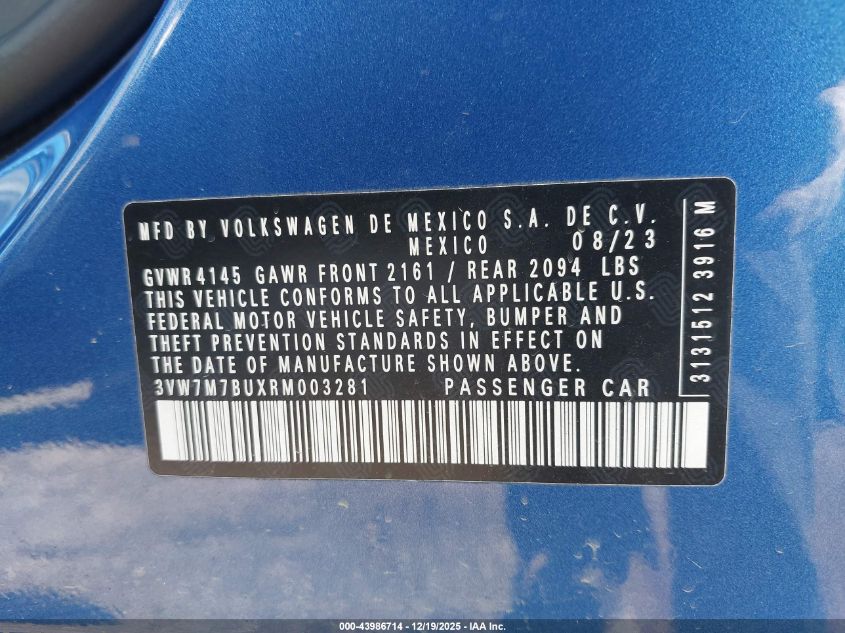 MFD BY VOLKSWAGEN DE MEXICO S.A. DE C.V.
MEXICO 08/23
GVWR 4145 GAWR FRONT 2161 / REAR 2094 LBS
THIS VEHICLE CONFORMS TO ALL APPLICABLE U.S.
FEDERAL MOTOR VEHICLE SAFETY, BUMPER AND
THEFT PREVENTION STANDARDS IN EFFECT ON
THE DATE OF MANUFACTURE SHOWN ABOVE.
3VW7M7BUXRM003281 PASSENGER CAR
3131512 3916 M
000-43986714 - 12/19/2025 - IAA Inc.